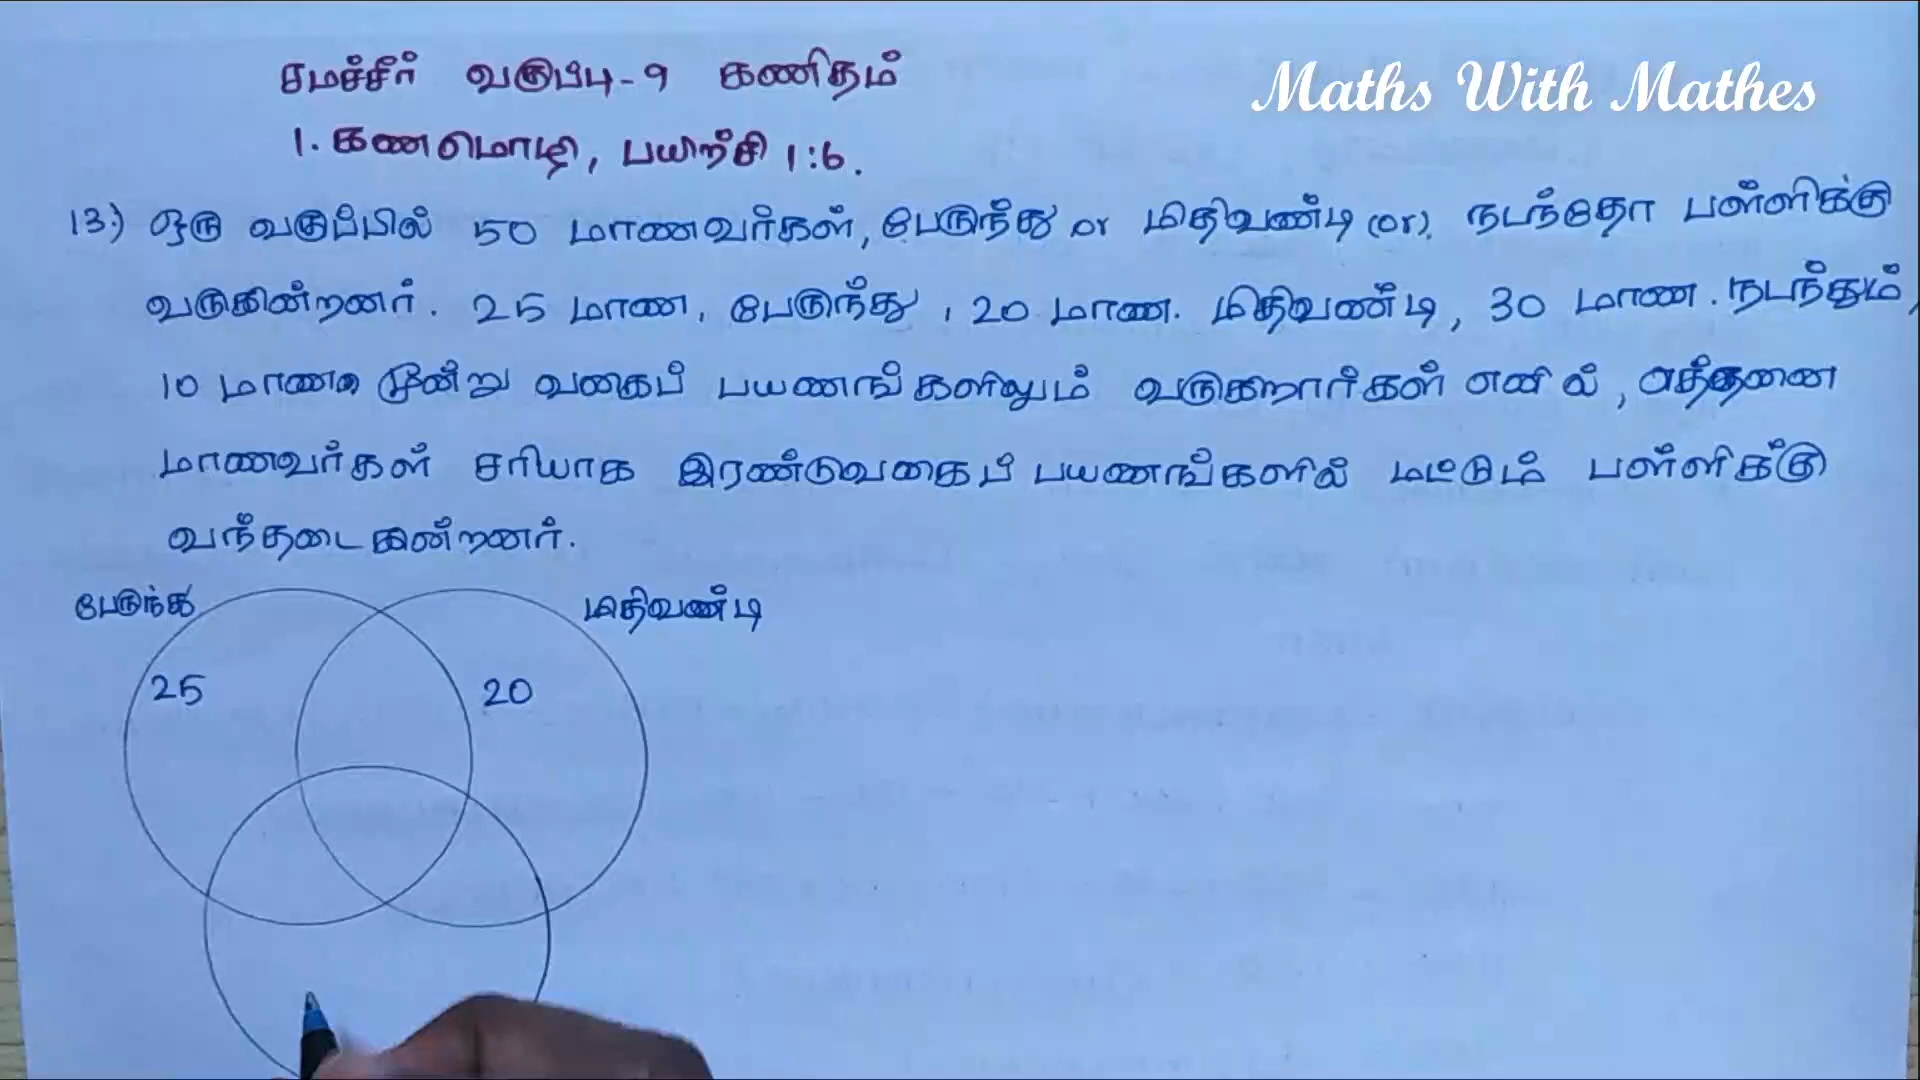 சமச்சீர் வகுப்பு - 9 கணிதம்
Maths With Mathes
1. கணமொழி, பயிற்சி 1:6.
13) ஒரு வகுப்பில் 50 மாணவர்கள், பேருந்து or மிதிவண்டி (or). நடந்தோ பள்ளிக்கு
வருகின்றனர். 25 மாண, பேருந்து, 20 மாண. மிதிவண்டி, 30 மாண. நடந்தும்,
10 மாண மூன்று வகைப் பயணங்களிலும் வருகிறார்கள் எனில், எத்தனை
மாணவர்கள் சரியாக இரண்டுவகைப் பயணங்களில் மட்டும் பள்ளிக்கு
வந்தடைகின்றனர்.
பேருந்து
மிதிவண்டி
25
20